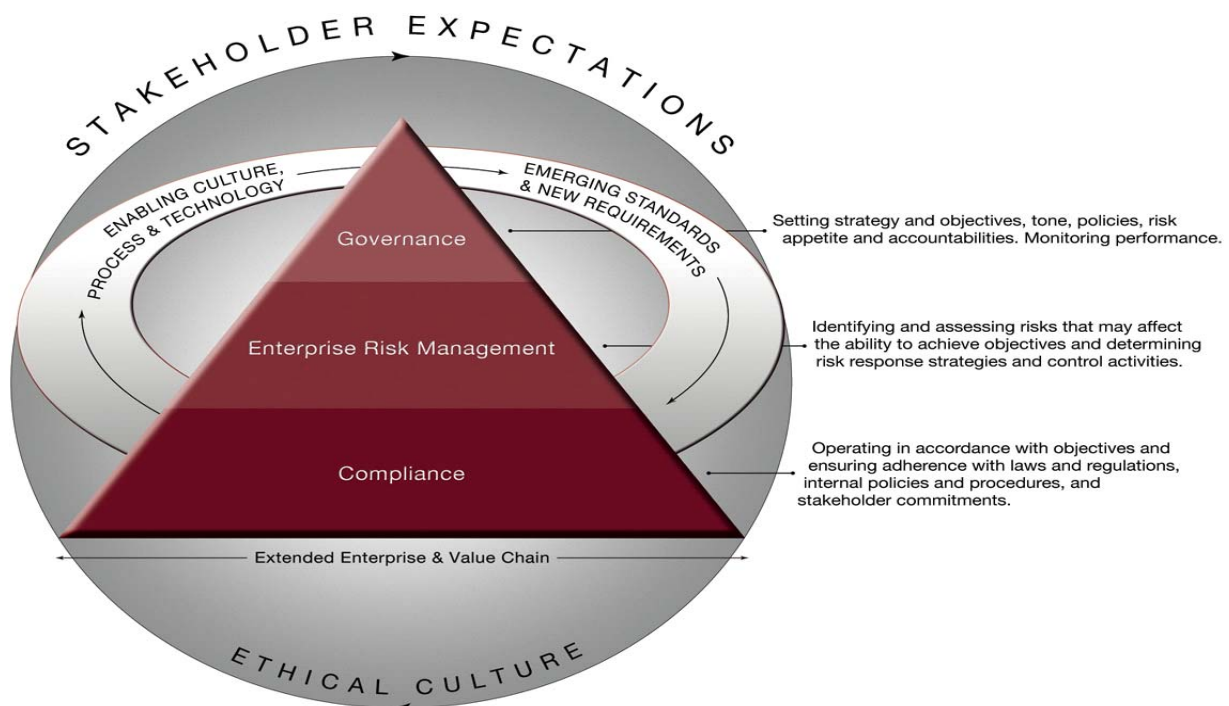 STAKEHOLDER EXPECTATIONS
ENABLING CULTURE,
PROCESS & TECHNOLOGY
EMERGING STANDARDS
& NEW REQUIREMENTS
Governance
Setting strategy and objectives, tone, policies, risk
appetite and accountabilities. Monitoring performance.
Enterprise Risk Management
Identifying and assessing risks that may affect
the ability to achieve objectives and determining
risk response strategies and control activities.
Compliance
Operating in accordance with objectives and
ensuring adherence with laws and regulations,
internal policies and procedures, and
stakeholder commitments.
Extended Enterprise & Value Chain
ETHICAL CULTURE